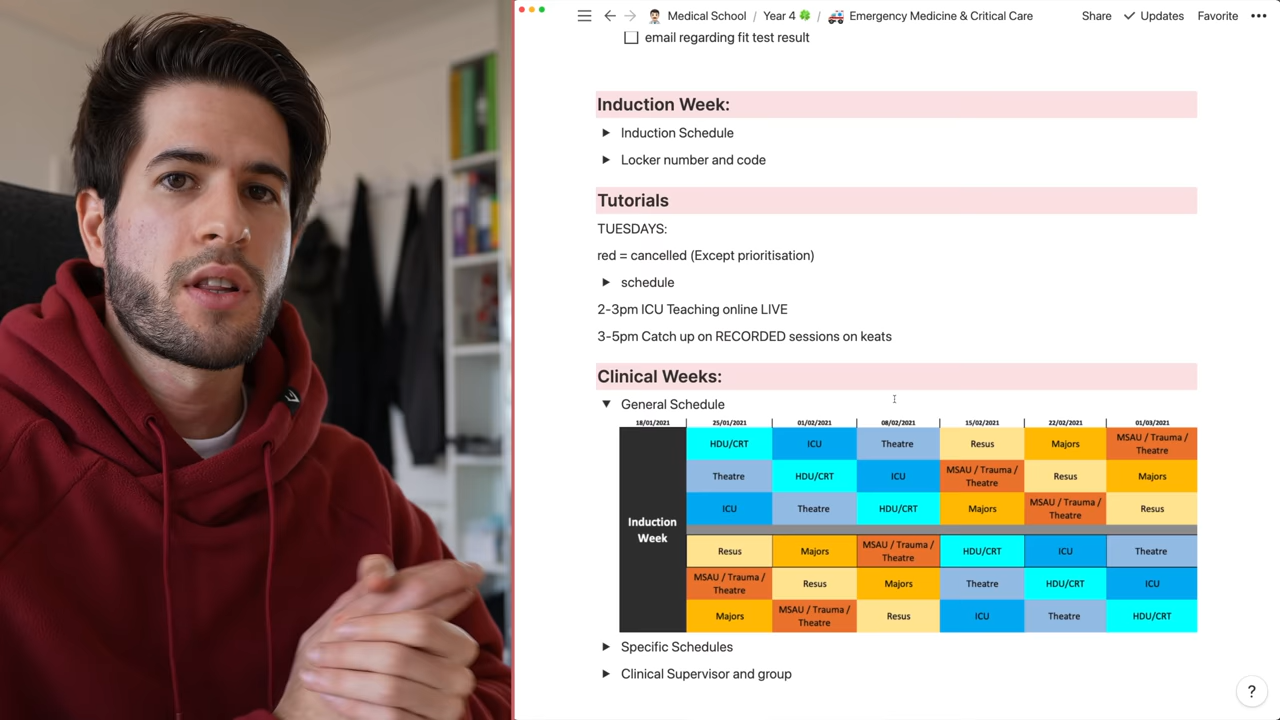 Medical School / Year 4 🍀 / 🚑 Emergency Medicine & Critical Care Share Updates Favorite
email regarding fit test result
Induction Week:
Induction Schedule
Locker number and code
Tutorials
TUESDAYS:
red = cancelled (Except prioritisation)
schedule
2-3pm ICU Teaching online LIVE
3-5pm Catch up on RECORDED sessions on keats
Clinical Weeks:
General Schedule
18/01/2021 25/01/2021 01/02/2021 08/02/2021 15/02/2021 22/02/2021 01/03/2021
HDU/CRT ICU Theatre Resus Majors MSAU / Trauma /
Theatre
Theatre HDU/CRT ICU MSAU / Trauma / Resus Majors
Theatre
ICU Theatre HDU/CRT Majors MSAU / Trauma / Resus
Theatre
Induction
Week
Resus Majors MSAU / Trauma / HDU/CRT ICU Theatre
Theatre
MSAU / Trauma / Resus Majors Theatre HDU/CRT ICU
Theatre
Majors MSAU / Trauma / Resus ICU Theatre HDU/CRT
Theatre
Specific Schedules
Clinical Supervisor and group
?